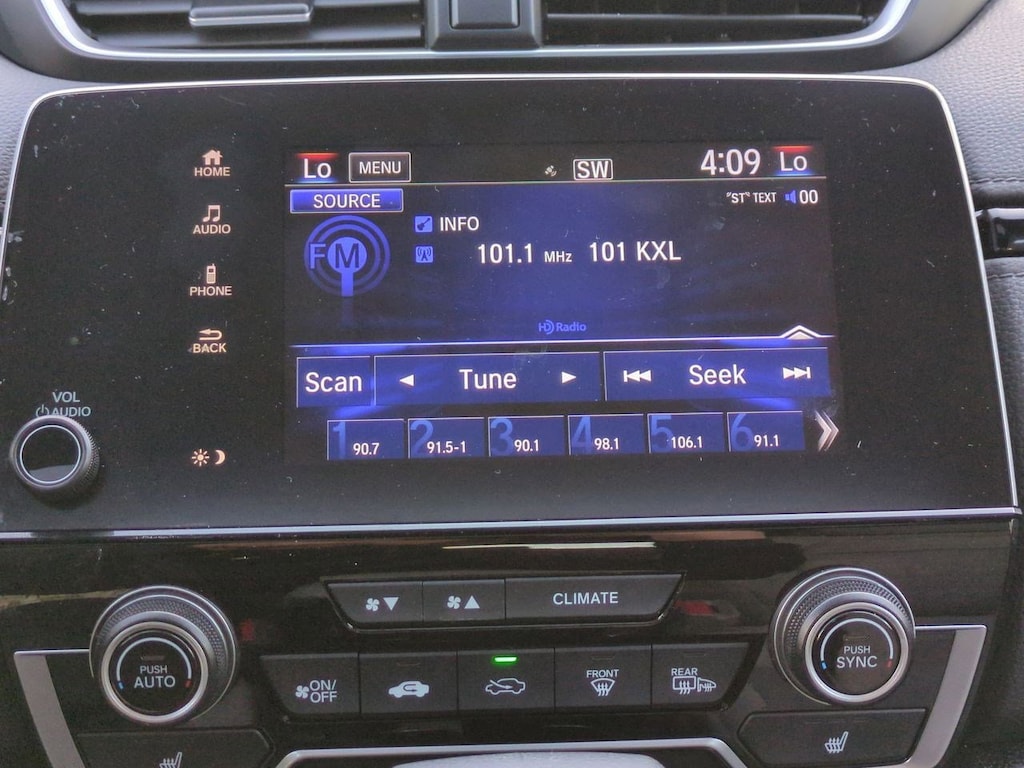 Lo MENU SW 4:09 Lo
HOME
SOURCE "ST" TEXT 00
AUDIO
FM INFO
101.1 MHz 101 KXL
PHONE
HD Radio
BACK
Scan Tune Seek
VOL
AUDIO
1 90.7 2 91.5-1 3 90.1 4 98.1 5 106.1 6 91.1
CLIMATE
PUSH
AUTO
ON/
OFF
FRONT
REAR
PUSH
SYNC